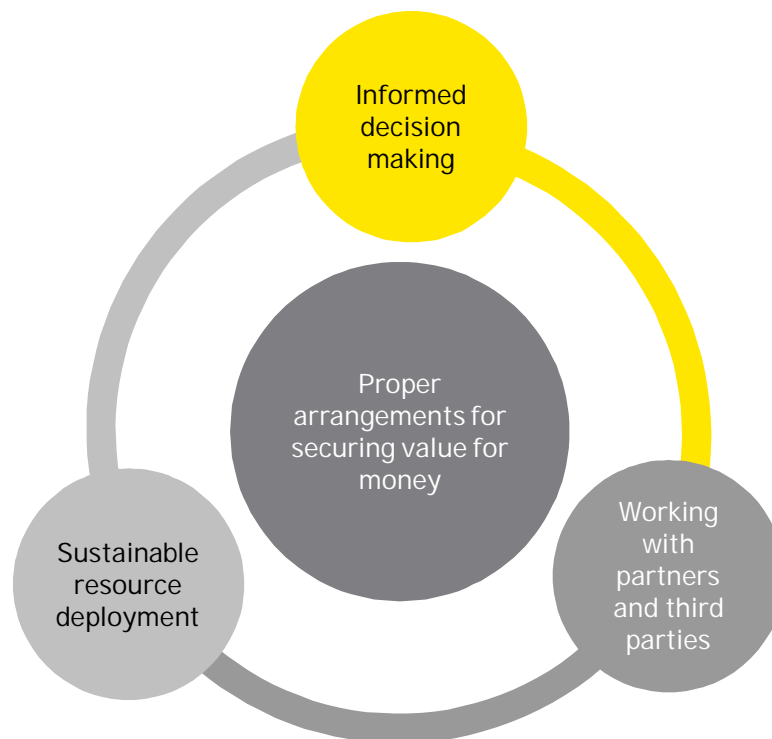 Informed
decision
making
Proper
arrangements for
securing value for
money
Sustainable
resource
deployment
Working
with
partners
and third
parties